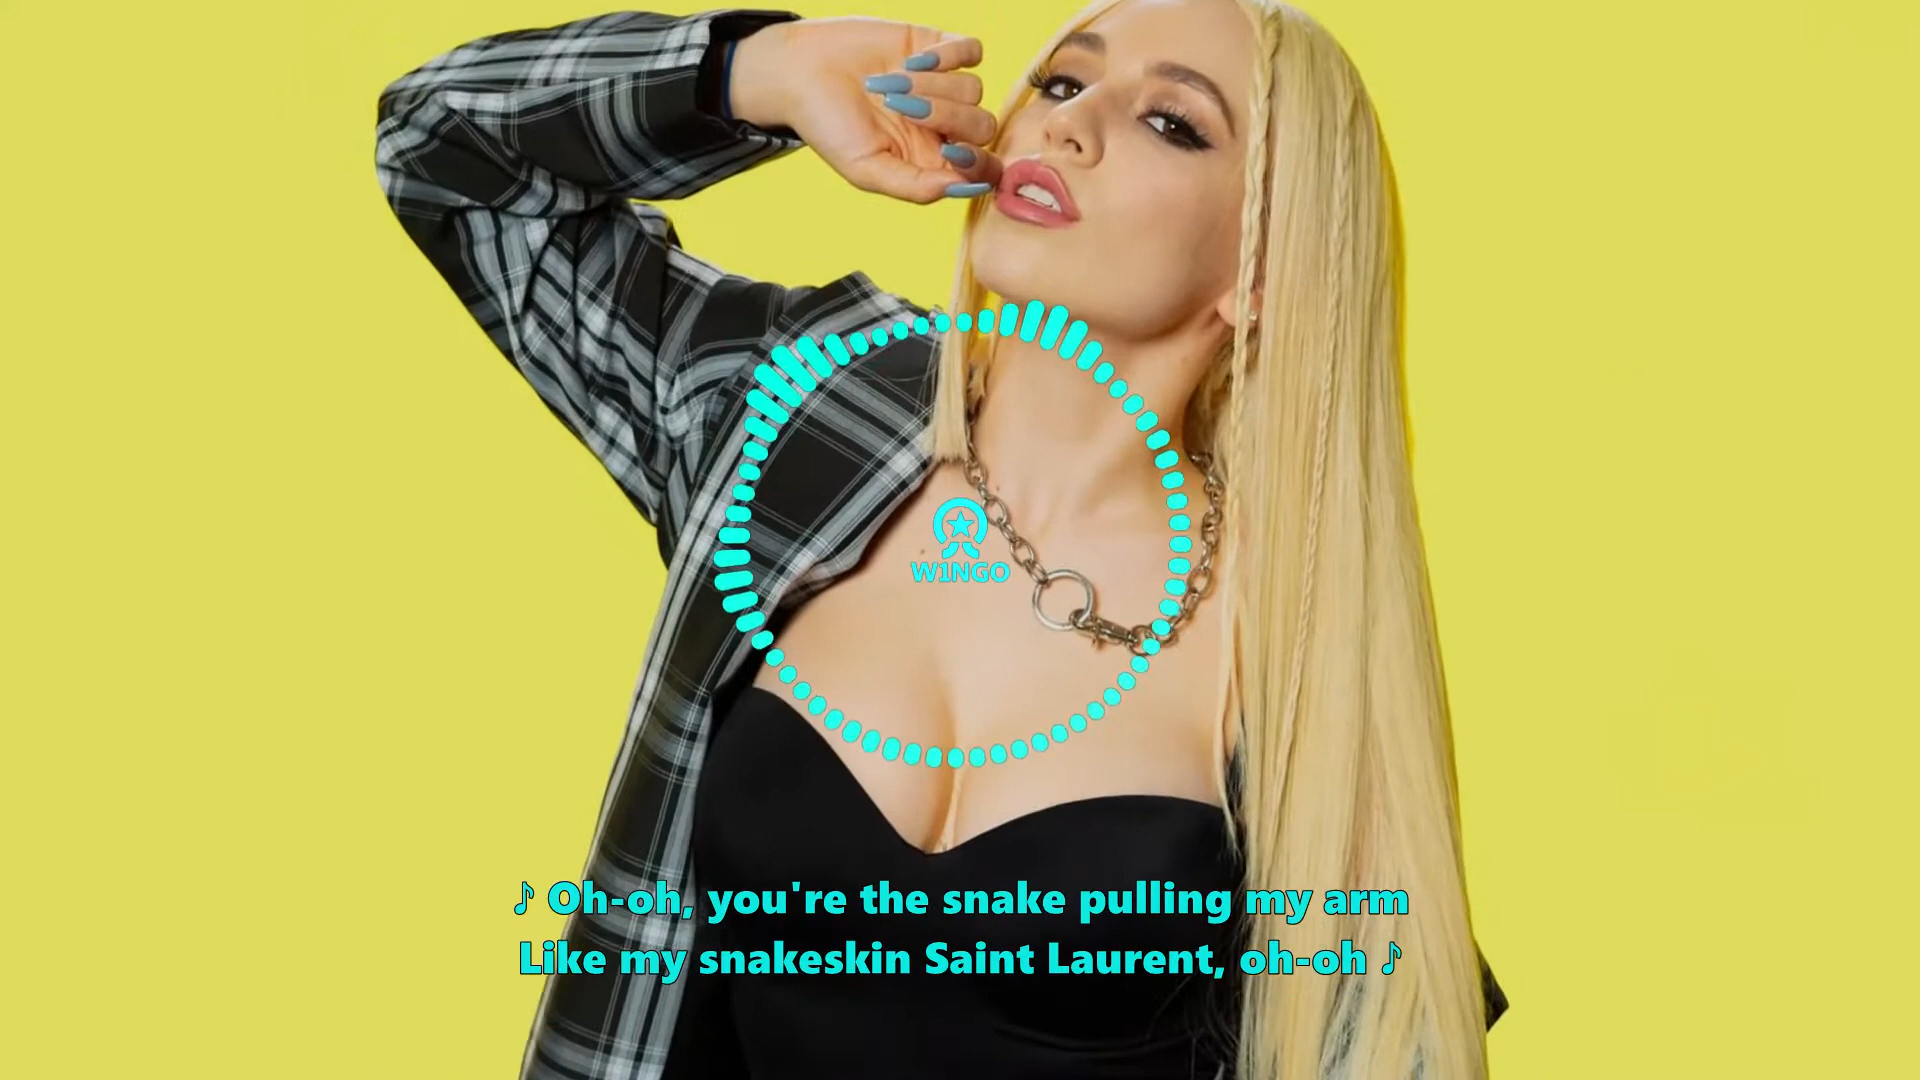 W1NGO
♪ Oh-oh, you're the snake pulling my arm
Like my snakeskin Saint Laurent, oh-oh ♪